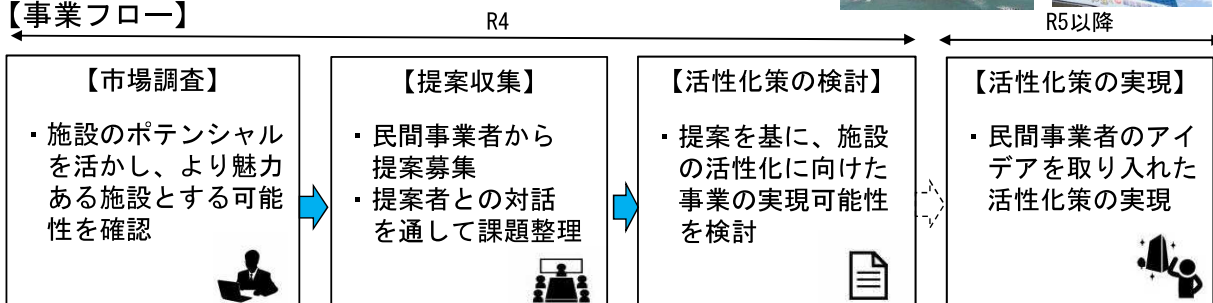 【事業フロー】
R4
R5以降
【市場調査】
・施設のポテンシャル
を活かし、より魅力
ある施設とする可能
性を確認
【提案収集】
・民間事業者から
提案募集
・提案者との対話
を通して課題整理
【活性化策の検討】
・提案を基に、施設
の活性化に向けた
事業の実現可能性
を検討
【活性化策の実現】
・民間事業者のアイ
デアを取り入れた
活性化策の実現